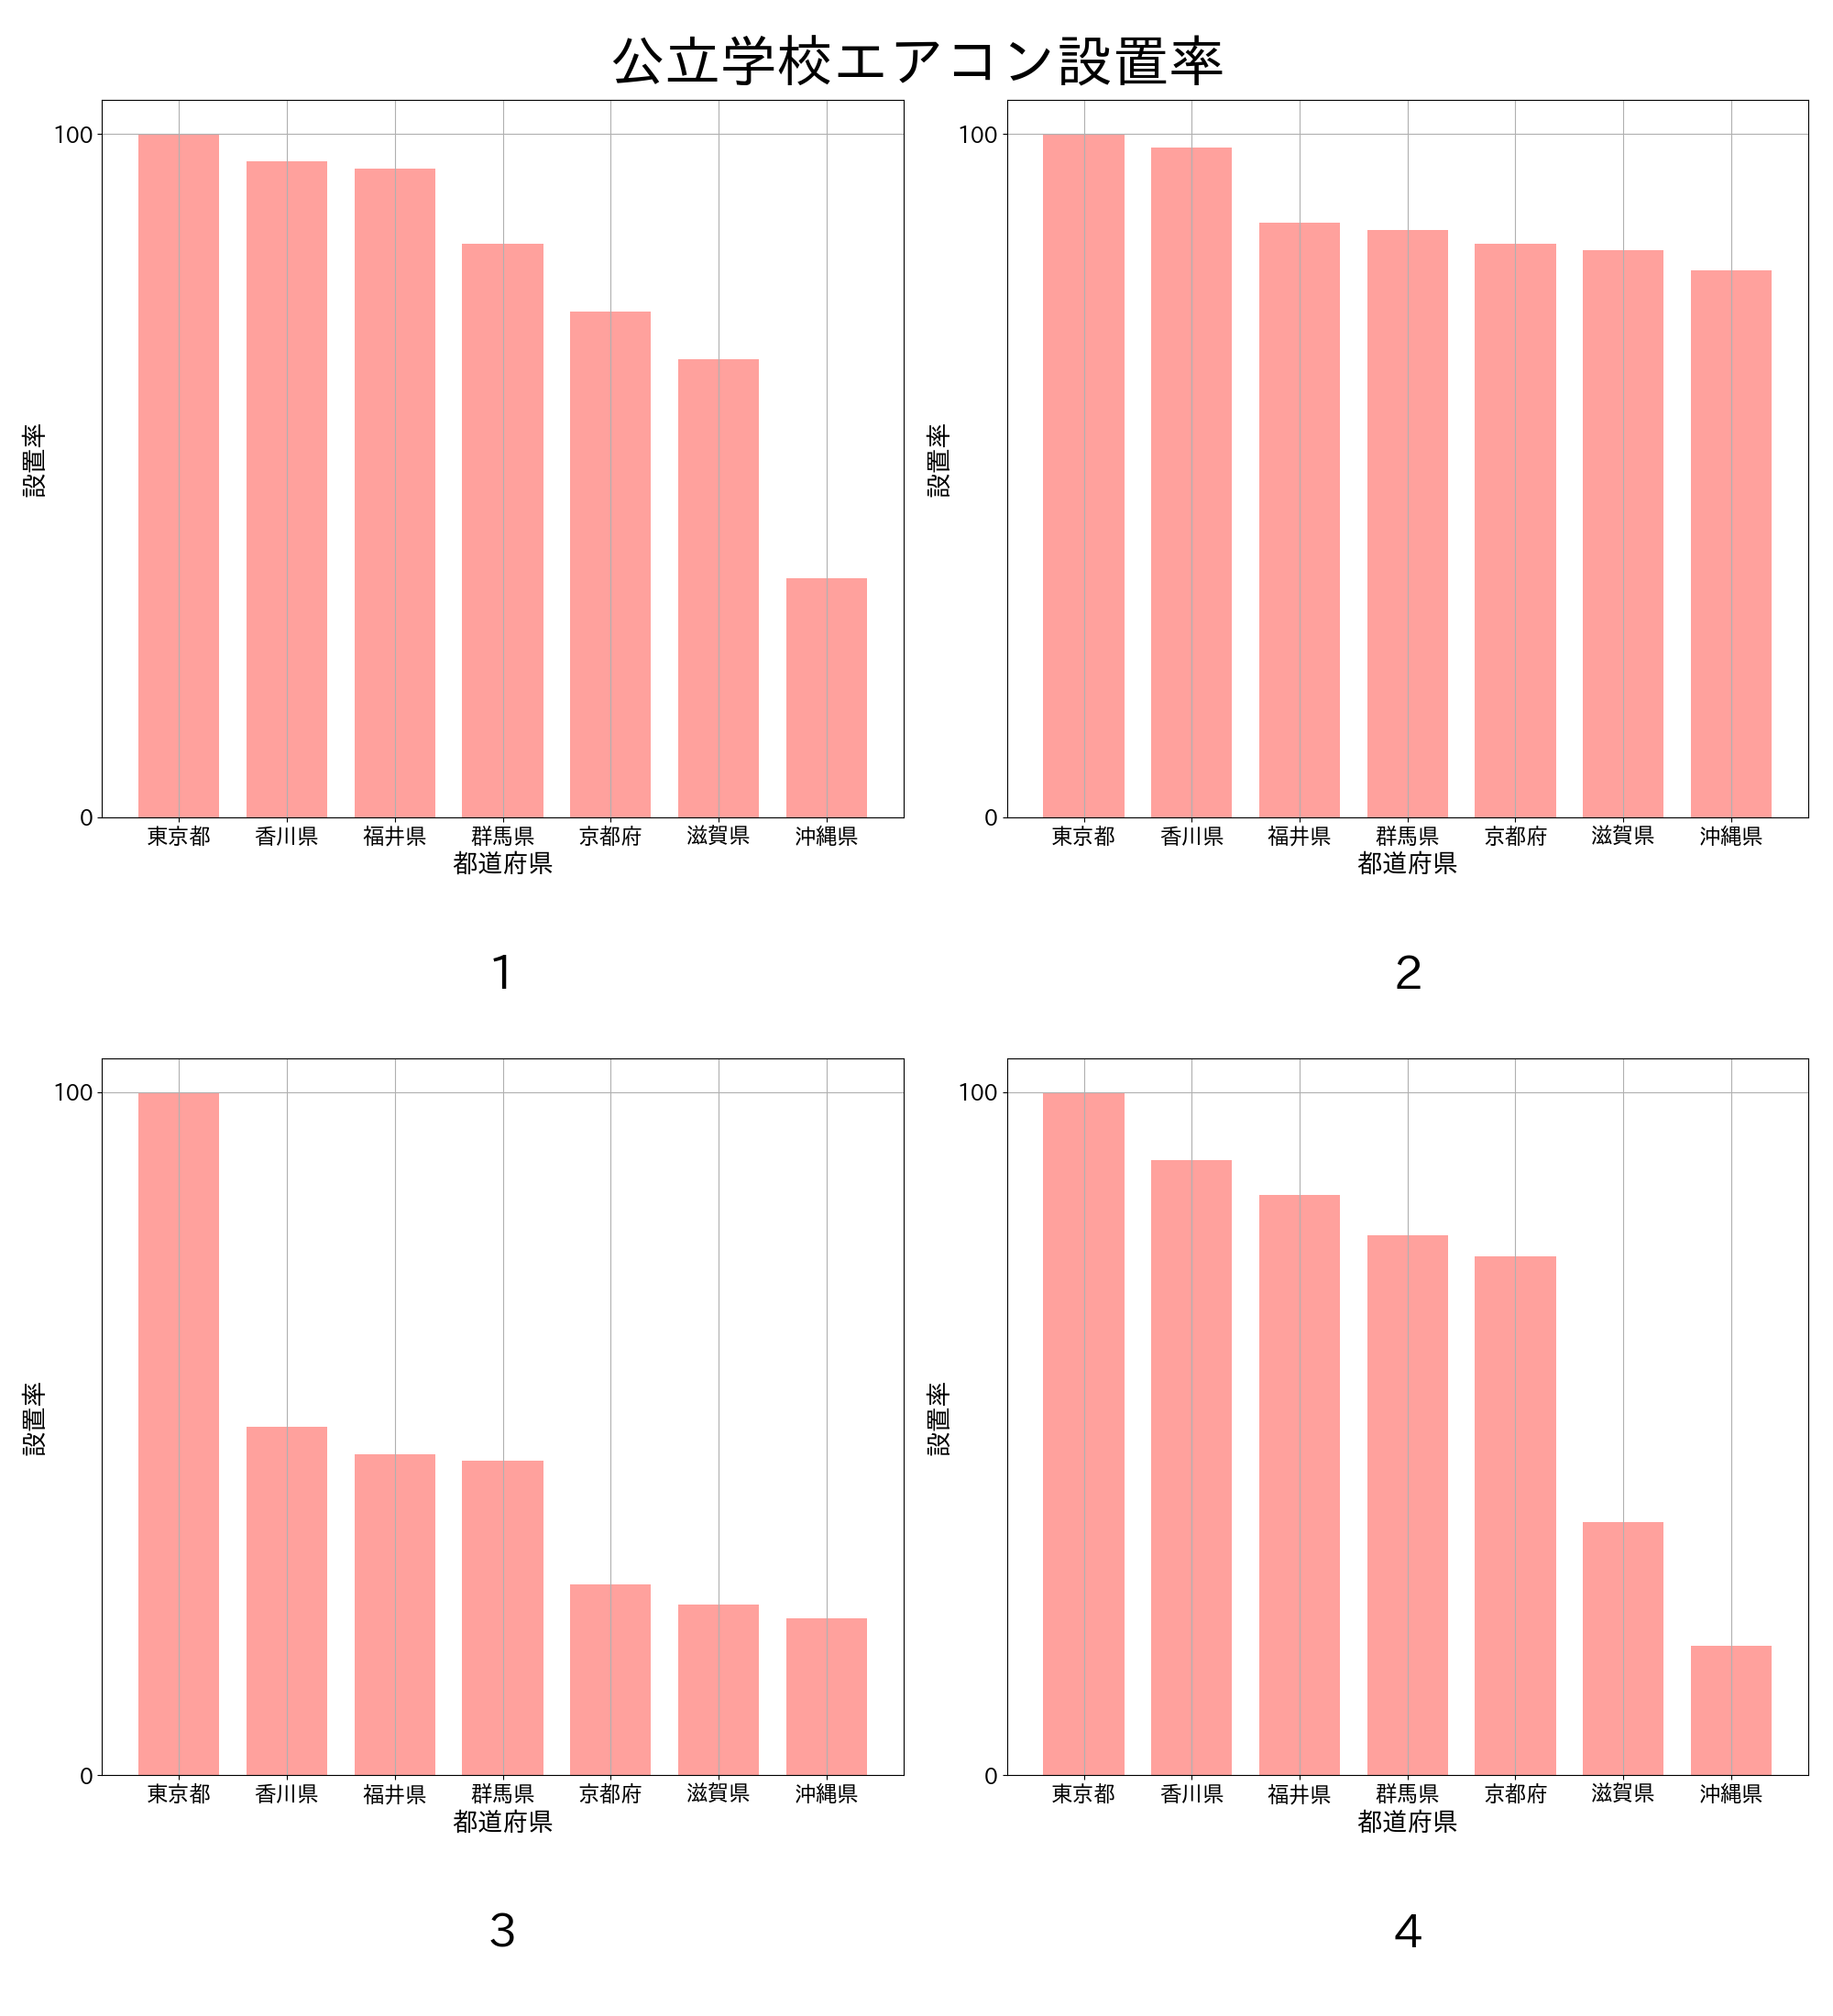 公立学校エアコン設置率
100
0
設置率
東京都 香川県 福井県 群馬県 京都府 滋賀県 沖縄県
都道府県
1
100
0
設置率
東京都 香川県 福井県 群馬県 京都府 滋賀県 沖縄県
都道府県
2
100
0
設置率
東京都 香川県 福井県 群馬県 京都府 滋賀県 沖縄県
都道府県
3
100
0
設置率
東京都 香川県 福井県 群馬県 京都府 滋賀県 沖縄県
都道府県
4